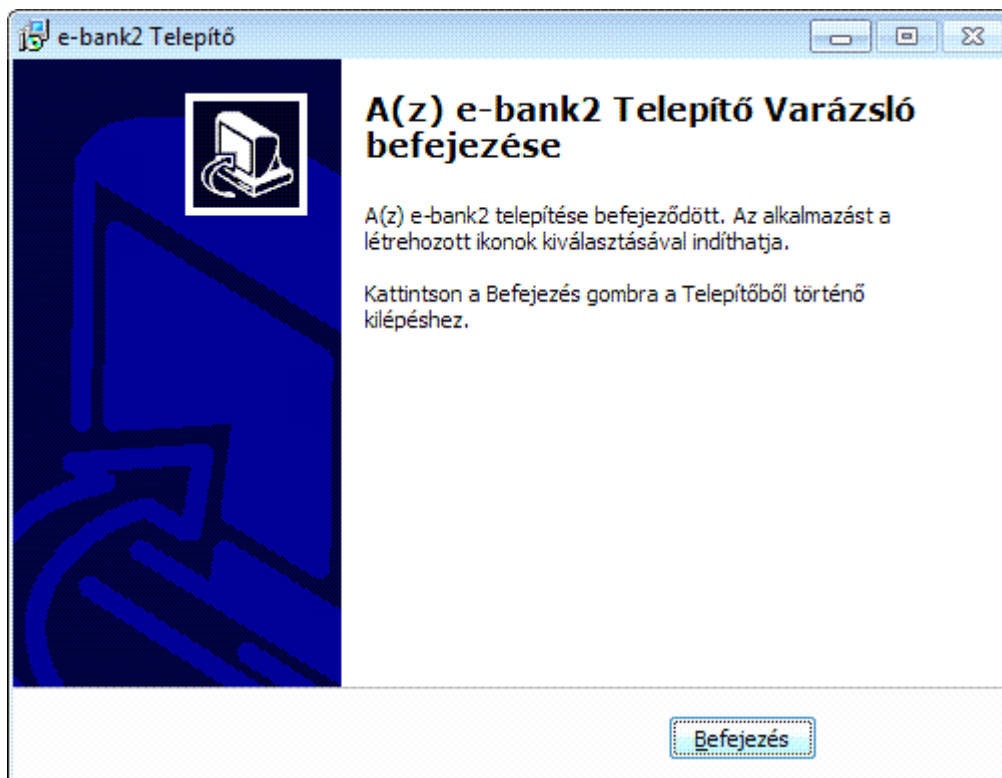 e-bank2 Telepítő
A(z) e-bank2 Telepítő Varázsló
befejezése
A(z) e-bank2 telepítése befejeződött. Az alkalmazást a
létrehozott ikonok kiválasztásával indíthatja.
Kattintson a Befejezés gombra a Telepítőből történő
kilépéshez.
Befejezés